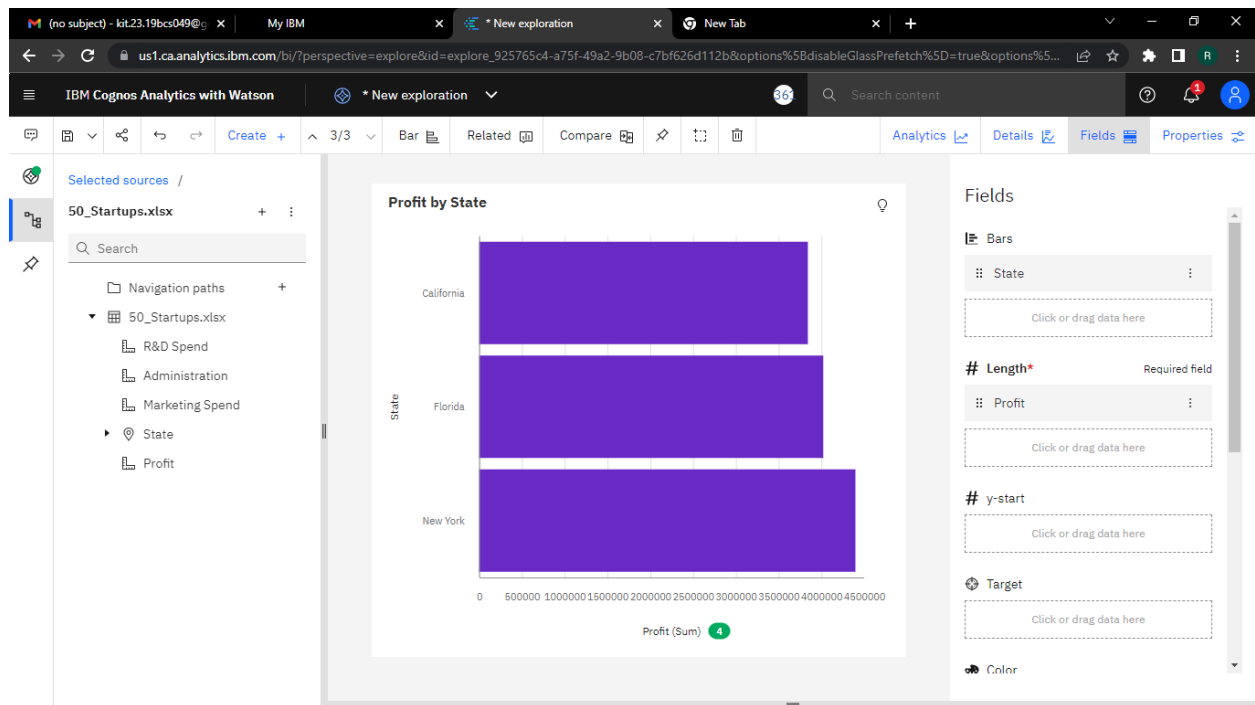 (no subject) - kit.23.19bcs049@g
My IBM
* New exploration
New Tab
us1.ca.analytics.ibm.com/bi/?perspective=explore&id=explore_925765c4-a75f-49a2-9b08-c7bf626d112b&options%5BdisableGlassPrefetch%5D=true&options%5...
R
IBM Cognos Analytics with Watson
* New exploration
Search content
1
Create +
3/3
Bar
Related
Compare
Analytics
Details
Fields
Properties
Selected sources /
50_Startups.xlsx
Search
Navigation paths
50_Startups.xlsx
R&D Spend
Administration
Marketing Spend
State
Profit
Profit by State
State
California
Florida
New York
0 500000 1000000 1500000 2000000 2500000 3000000 3500000 4000000 4500000
Profit (Sum) 4
Fields
Bars
State
Click or drag data here
# Length* Required field
Profit
Click or drag data here
# y-start
Click or drag data here
Target
Click or drag data here
Color